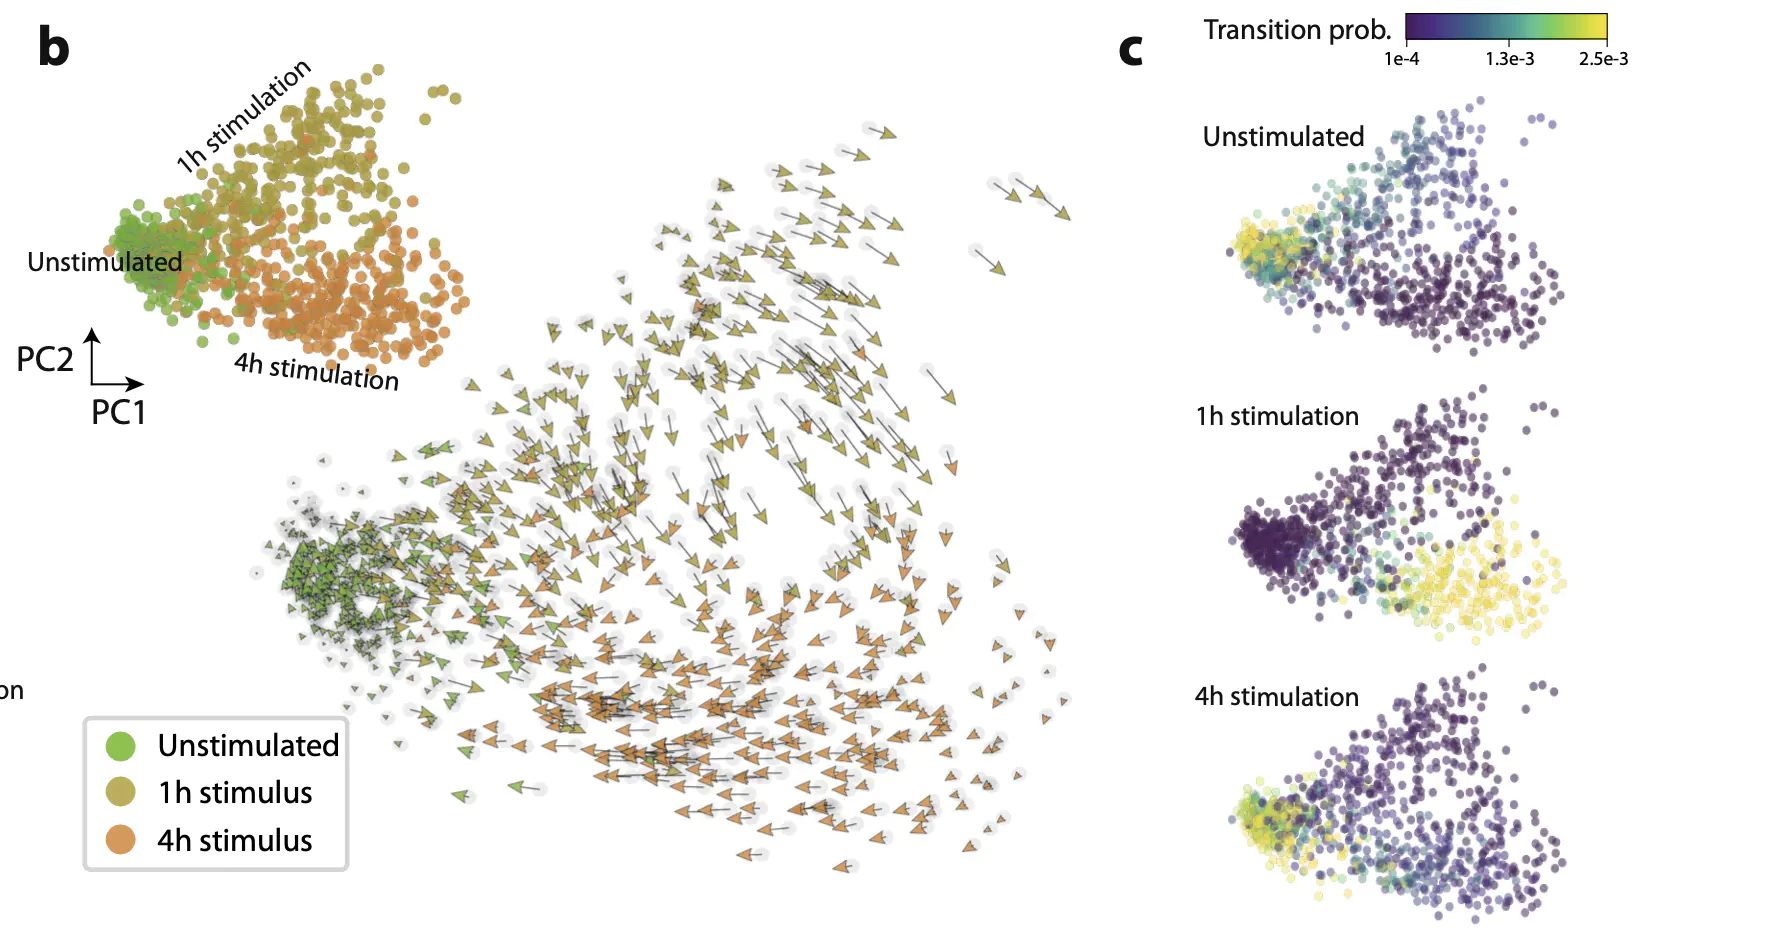 b
1h stimulation
Unstimulated
4h stimulation
PC2
PC1
on
Unstimulated
1h stimulus
4h stimulus
c
Transition prob.
1e-4
1.3e-3
2.5e-3
Unstimulated
1h stimulation
4h stimulation